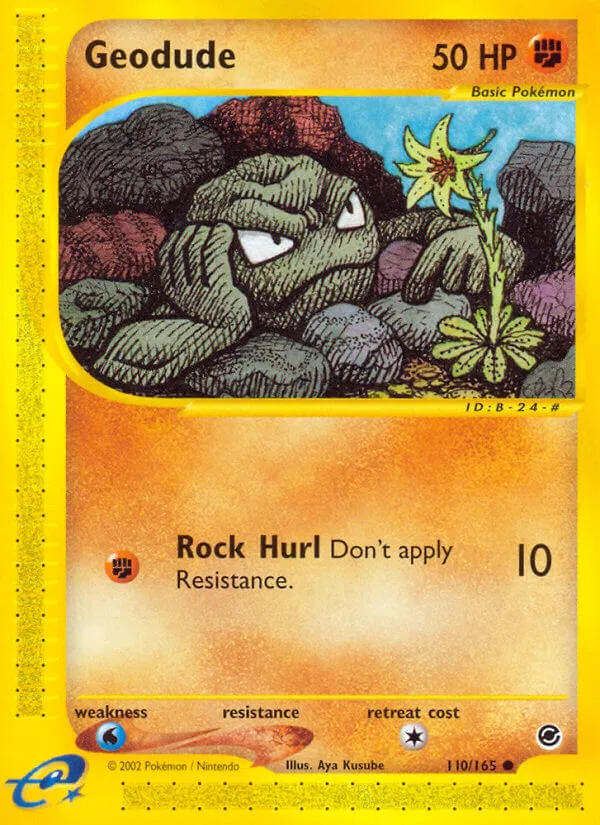 Geodude 50 HP
Basic Pokémon
ID:B-24-#
Rock Hurl Don't apply 10
Resistance.
weakness resistance retreat cost
© 2002 Pokémon / Nintendo Illus. Aya Kusube 110/165
e